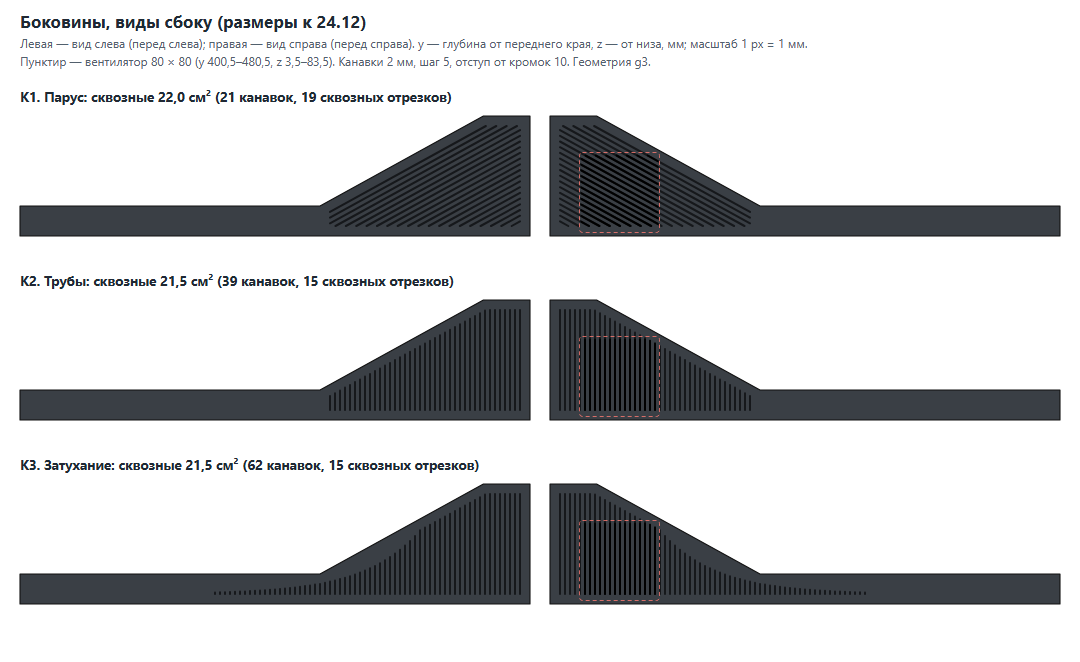 Боковины, виды сбоку (размеры к 24.12)
Левая — вид слева (перед слева); правая — вид справа (перед справа). y — глубина от переднего края, z — от низа, мм; масштаб 1 px = 1 мм.
Пунктир — вентилятор 80 × 80 (y 400,5–480,5, z 3,5–83,5). Канавки 2 мм, шаг 5, отступ от кромок 10. Геометрия g3.
K1. Парус: сквозные 22,0 см² (21 канавок, 19 сквозных отрезков)
K2. Трубы: сквозные 21,5 см² (39 канавок, 15 сквозных отрезков)
K3. Затухание: сквозные 21,5 см² (62 канавок, 15 сквозных отрезков)